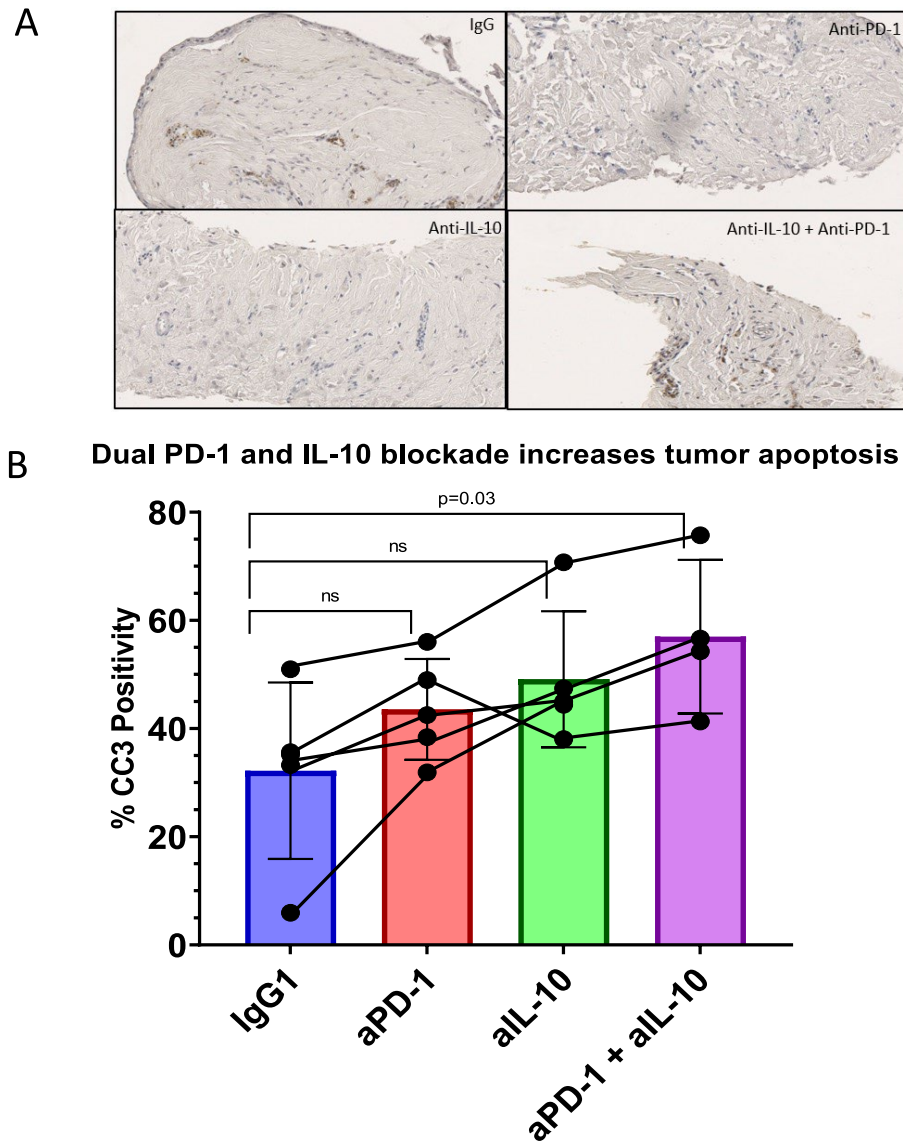 A
IgG
Anti-PD-1
Anti-IL-10
Anti-IL-10 + Anti-PD-1
B
Dual PD-1 and IL-10 blockade increases tumor apoptosis
p=0.03
ns
ns
% CC3 Positivity
80
60
40
20
0
IgG1
aPD-1
aIL-10
aPD-1 + aIL-10